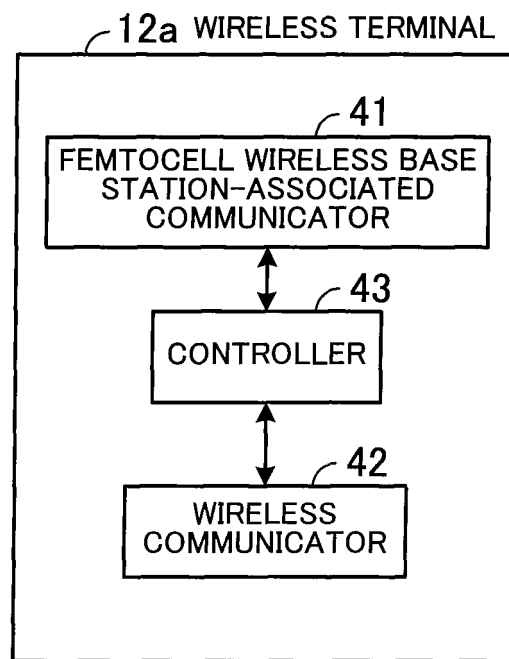 12a WIRELESS TERMINAL
41
FEMTOCELL WIRELESS BASE
STATION-ASSOCIATED
COMMUNICATOR
43
CONTROLLER
42
WIRELESS
COMMUNICATOR